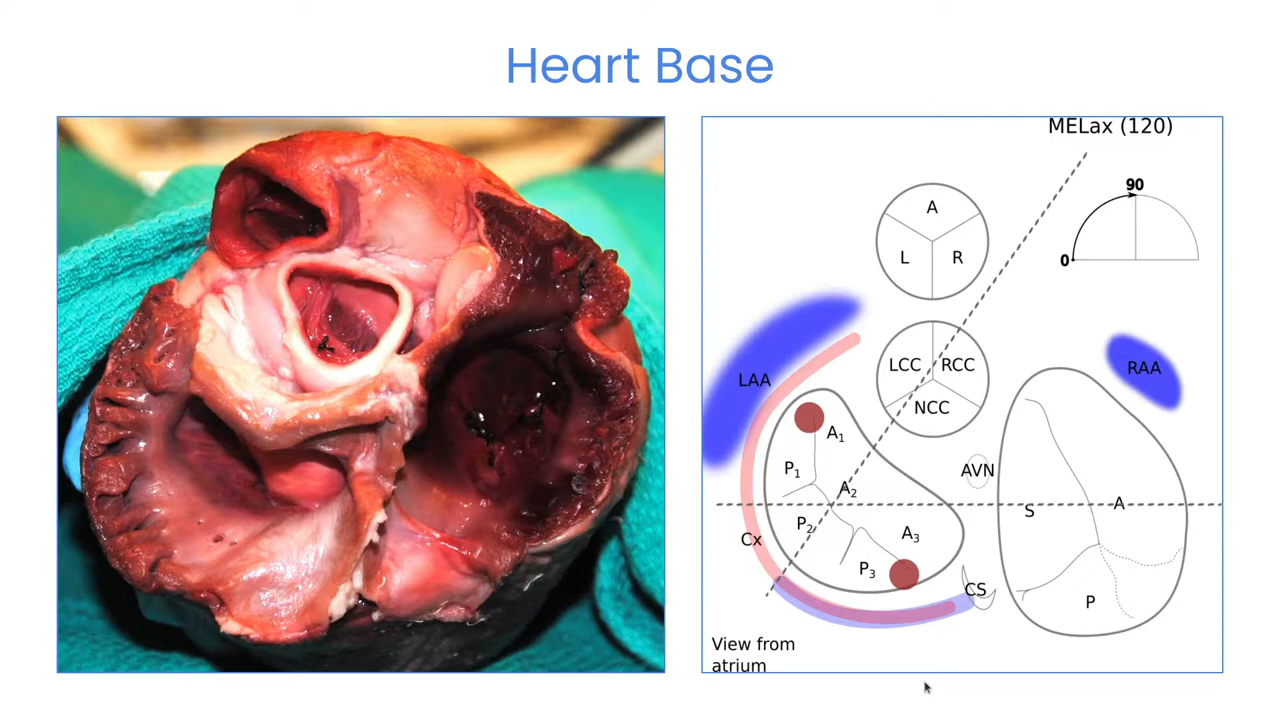 Heart Base
MELax (120)
90
0
A
L
R
LCC
RCC
NCC
LAA
RAA
A1
P1
A2
AVN
P2
A3
S
A
Cx
P3
CS
P
View from
atrium